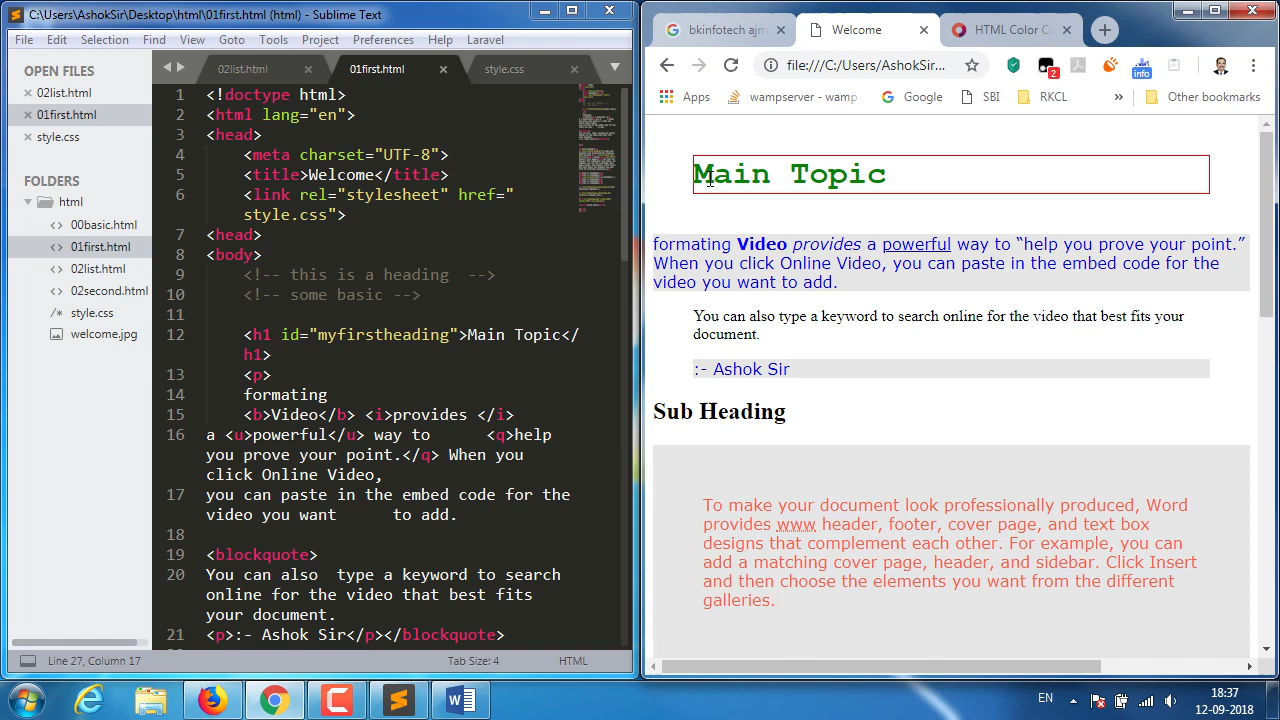 C:\Users\AshokSir\Desktop\html\01first.html (html) - Sublime Text
File Edit Selection Find View Goto Tools Project Preferences Help Laravel
OPEN FILES
02list.html
01first.html
style.css
FOLDERS
html
00basic.html
01first.html
02list.html
02second.html
style.css
welcome.jpg
02list.html 01first.html style.css
1 <!doctype html>
2 <html lang="en">
3 <head>
4 <meta charset="UTF-8">
5 <title>Welcome</title>
6 <link rel="stylesheet" href="
style.css">
7 <head>
8 <body>
9 <!-- this is a heading -->
10 <!-- some basic -->
11
12 <h1 id="myfirstheading">Main Topic</
h1>
13 <p>
14 formating
15 <b>Video</b> <i>provides </i>
16 a <u>powerful</u> way to <q>help
you prove your point.</q> When you
click Online Video,
17 you can paste in the embed code for the
video you want to add.
18
19 <blockquote>
20 You can also type a keyword to search
online for the video that best fits
your document.
21 <p>:- Ashok Sir</p></blockquote>
Line 27, Column 17 Tab Size: 4 HTML
bkinfotech ajm Welcome HTML Color Co
file:///C:/Users/AshokSir...
2
info
Apps wampserver - wamp Google SBI RKCL » Other bookmarks
Main Topic
formating Video provides a powerful way to “help you prove your point.”
When you click Online Video, you can paste in the embed code for the
video you want to add.
You can also type a keyword to search online for the video that best fits your
document.
:- Ashok Sir
Sub Heading
To make your document look professionally produced, Word
provides www header, footer, cover page, and text box
designs that complement each other. For example, you can
add a matching cover page, header, and sidebar. Click Insert
and then choose the elements you want from the different
galleries.
EN
18:37
12-09-2018